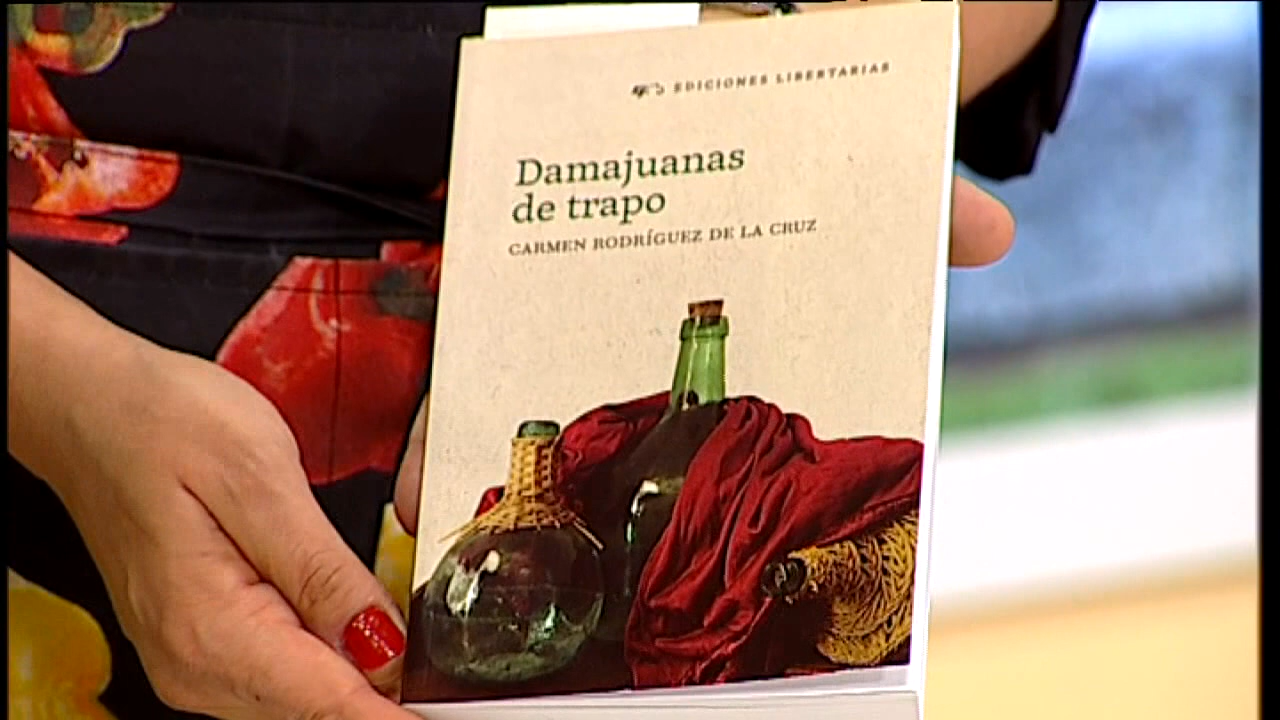 EDICIONES LIBERTARIAS
Damajuanas
de trapo
CARMEN RODRÍGUEZ DE LA CRUZ